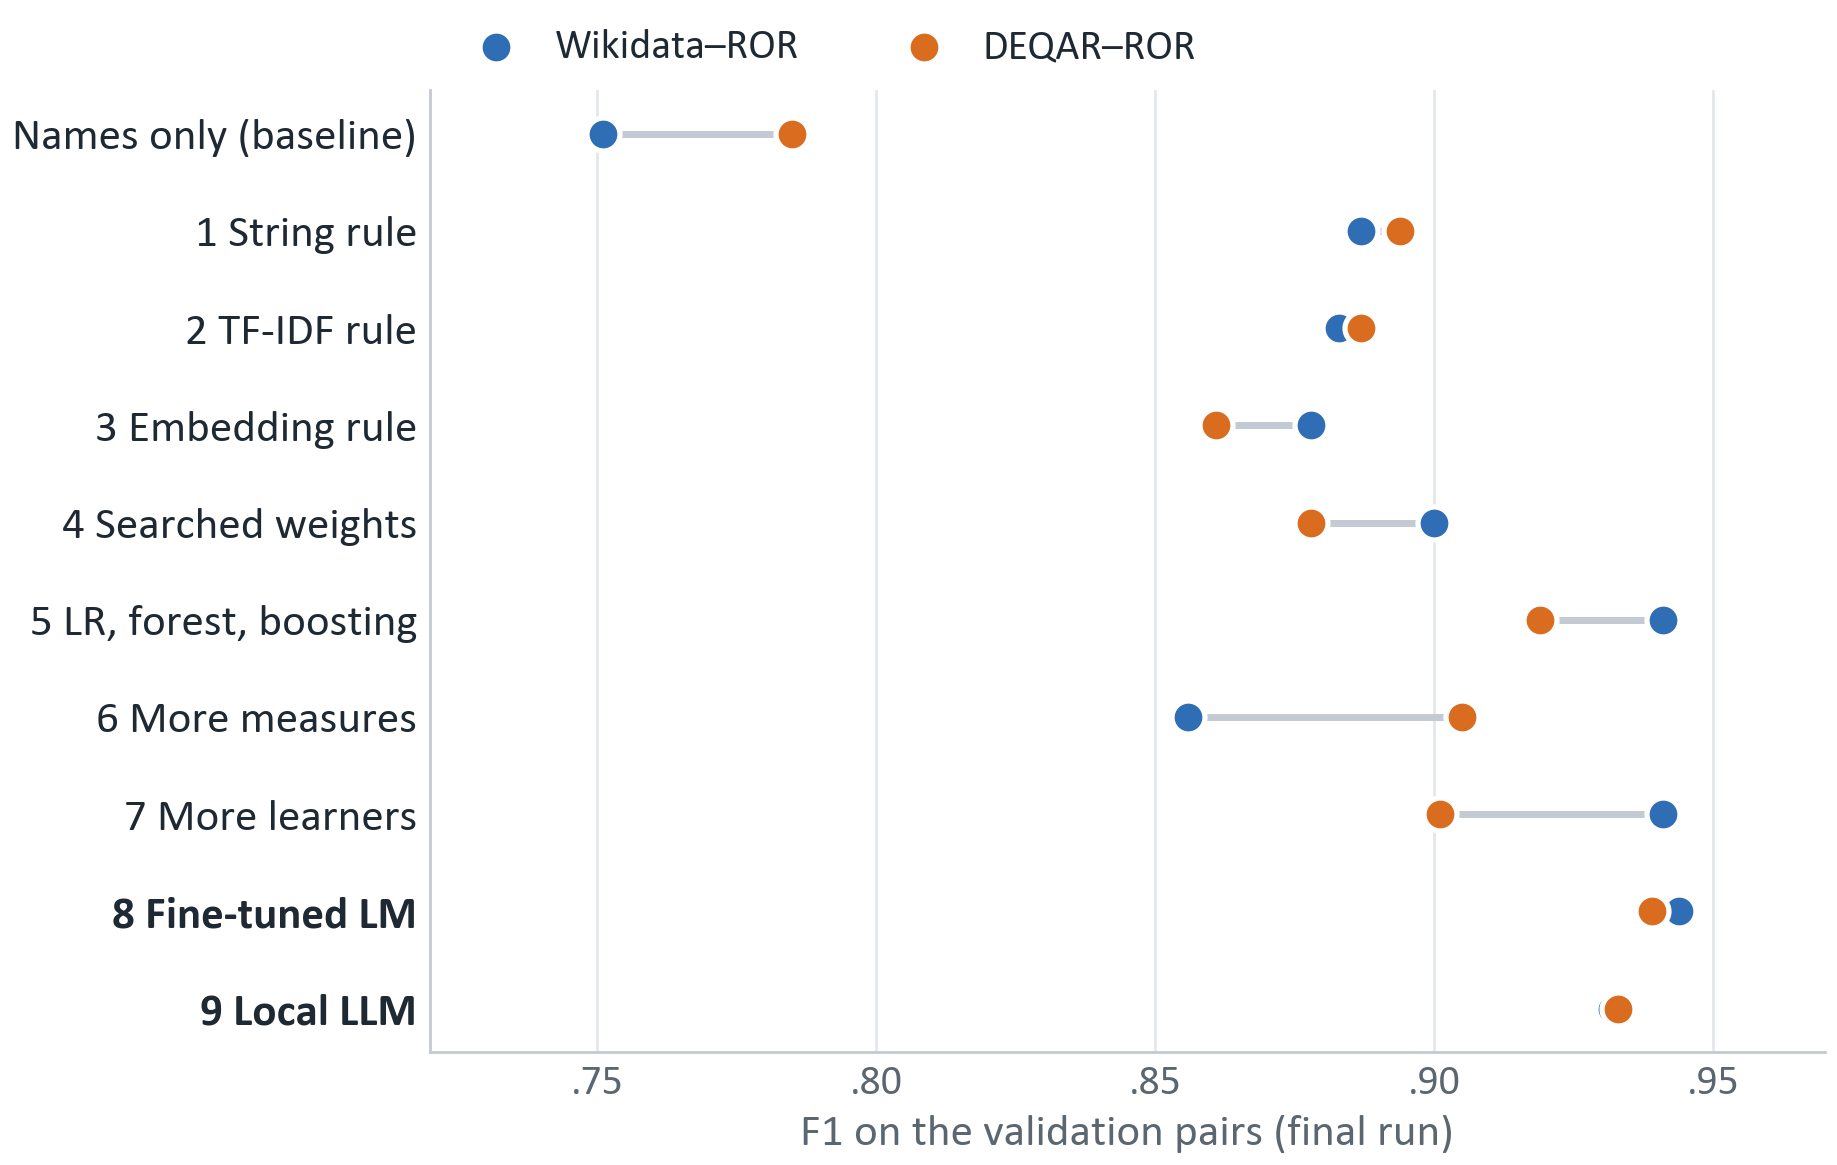 Wikidata–ROR
DEQAR–ROR
Names only (baseline)
1 String rule
2 TF-IDF rule
3 Embedding rule
4 Searched weights
5 LR, forest, boosting
6 More measures
7 More learners
8 Fine-tuned LM
9 Local LLM
.75 .80 .85 .90 .95
F1 on the validation pairs (final run)